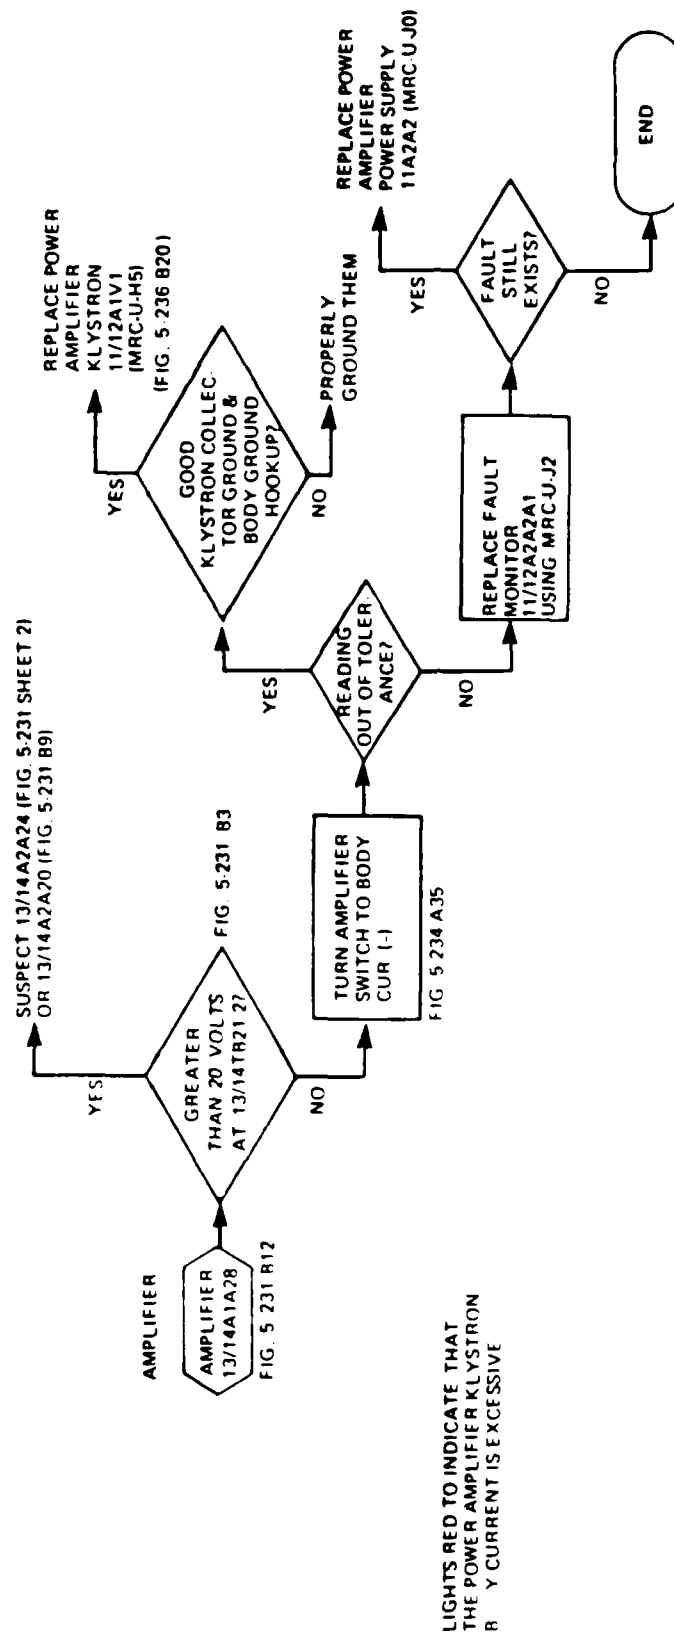 LIGHTS RED TO INDICATE THAT
THE POWER AMPLIFIER KLYSTRON
B Y CURRENT IS EXCESSIVE
AMPLIFIER
AMPLIFIER
13/14A1A28
FIG. 5 231 B12
GREATER
THAN 20 VOLTS
AT 13/14TB21 2?
FIG. 5-231 B3
YES
SUSPECT 13/14A2A24 (FIG. 5-231 SHEET 2)
OR 13/14A2A20 (FIG. 5-231 B9)
NO
TURN AMPLIFIER
SWITCH TO BODY
CUR (-)
FIG 5 234 A35
READING
OUT OF TOLER
ANCE?
YES
GOOD
KLYSTRON COLLEC
TOR GROUND &
BODY GROUND
HOOKUP?
YES
REPLACE POWER
AMPLIFIER
KLYSTRON
11/12A1V1
(MRC-U-H5)
(FIG. 5-236 B20)
NO
PROPERLY
GROUND THEM
NO
REPLACE FAULT
MONITOR
11/12A2A2A1
USING MRC-U-J2
FAULT
STILL
EXISTS?
YES
REPLACE POWER
AMPLIFIER
POWER SUPPLY
11A2A2 (MRC-U J0)
NO
END